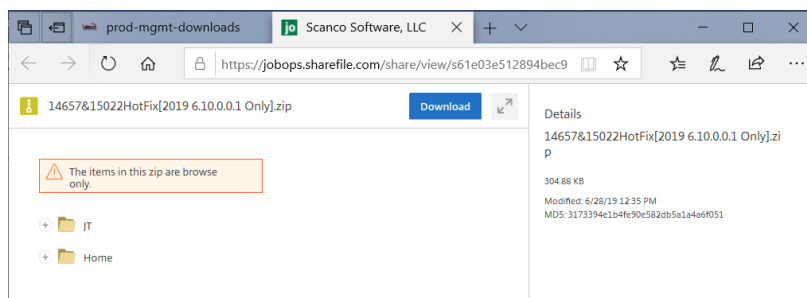 prod-mgmt-downloads
jo Scanco Software, LLC
https://jobops.sharefile.com/share/view/s61e03e512894bec9
14657&15022HotFix[2019 6.10.0.0.1 Only].zip
Download
The items in this zip are browse
only.
JT
Home
Details
14657&15022HotFix[2019 6.10.0.0.1 Only].zi
p
304.88 KB
Modified: 6/28/19 12:35 PM
MD5: 3173394e1b4fe90e582db5a1a4a6f051